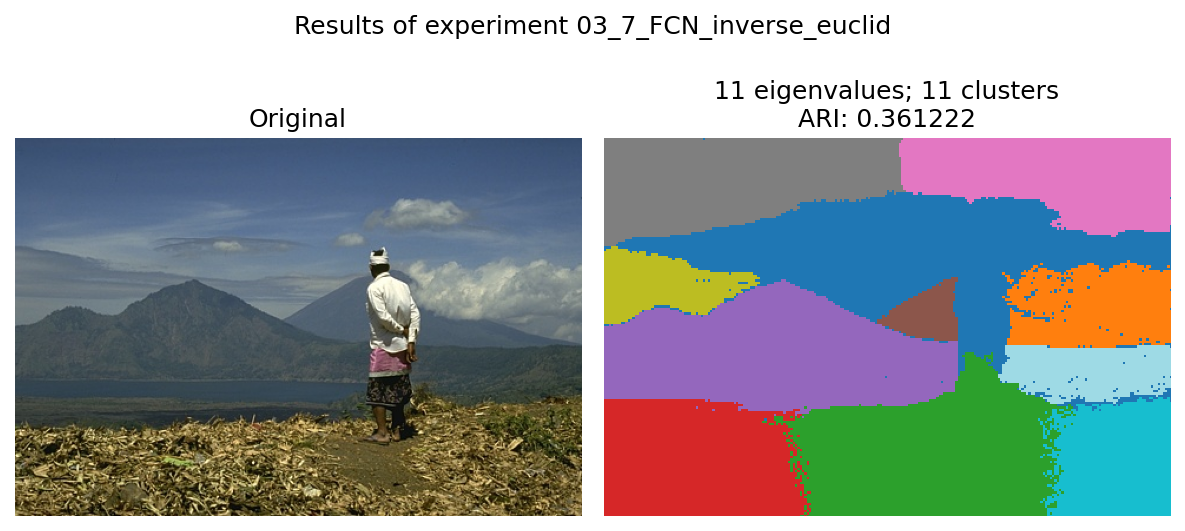 Results of experiment 03_7_FCN_inverse_euclid
Original
11 eigenvalues; 11 clusters
ARI: 0.361222